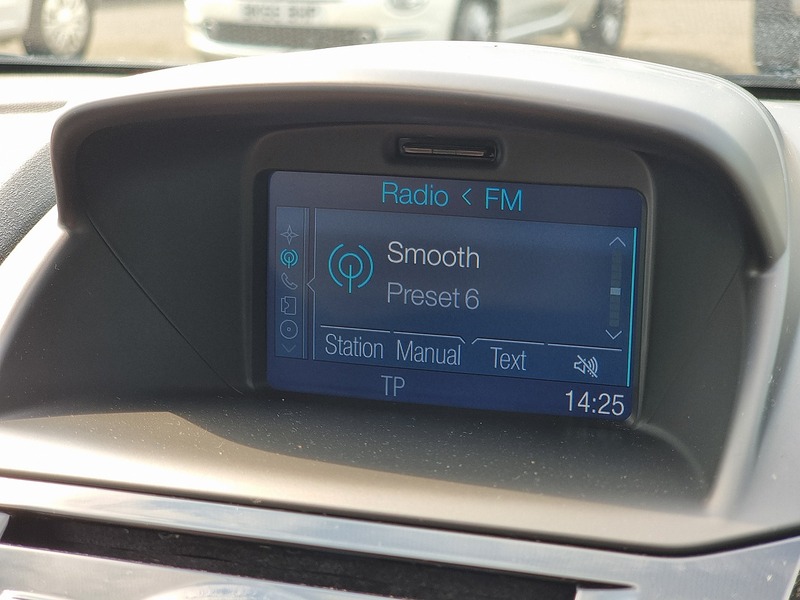 Radio < FM
Smooth
Preset 6
Station Manual Text
TP
14:25